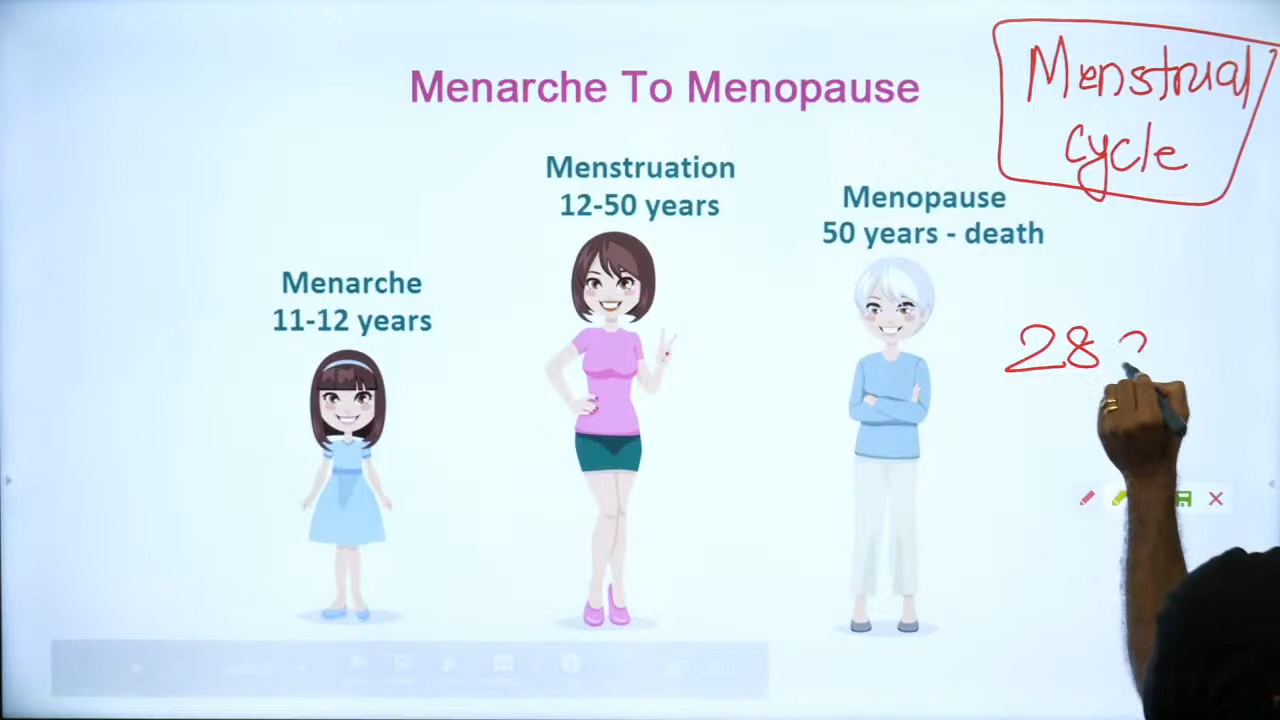 Menarche To Menopause
Menstrual
cycle
Menstruation
12-50 years
Menopause
50 years - death
Menarche
11-12 years
28